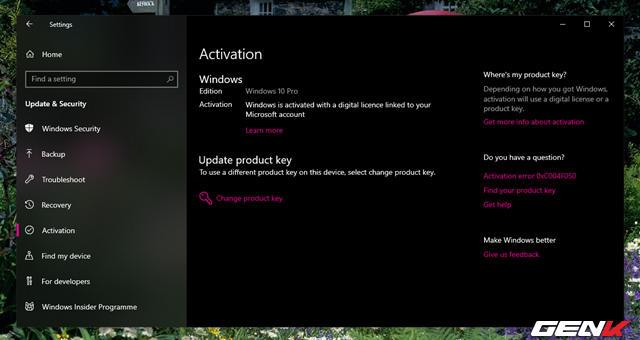 Settings
Home
Find a setting
Update & Security
Windows Security
Backup
Troubleshoot
Recovery
Activation
Find my device
For developers
Windows Insider Programme
Activation
Windows
Edition Windows 10 Pro
Activation Windows is activated with a digital licence linked to your
Microsoft account
Learn more
Update product key
To use a different product key on this device, select change product key.
Change product key
Where's my product key?
Depending on how you got Windows,
activation will use a digital license or a
product key.
Get more info about activation
Do you have a question?
Activation error 0xC004F050
Find your product key
Get help
Make Windows better
Give us feedback
GENK